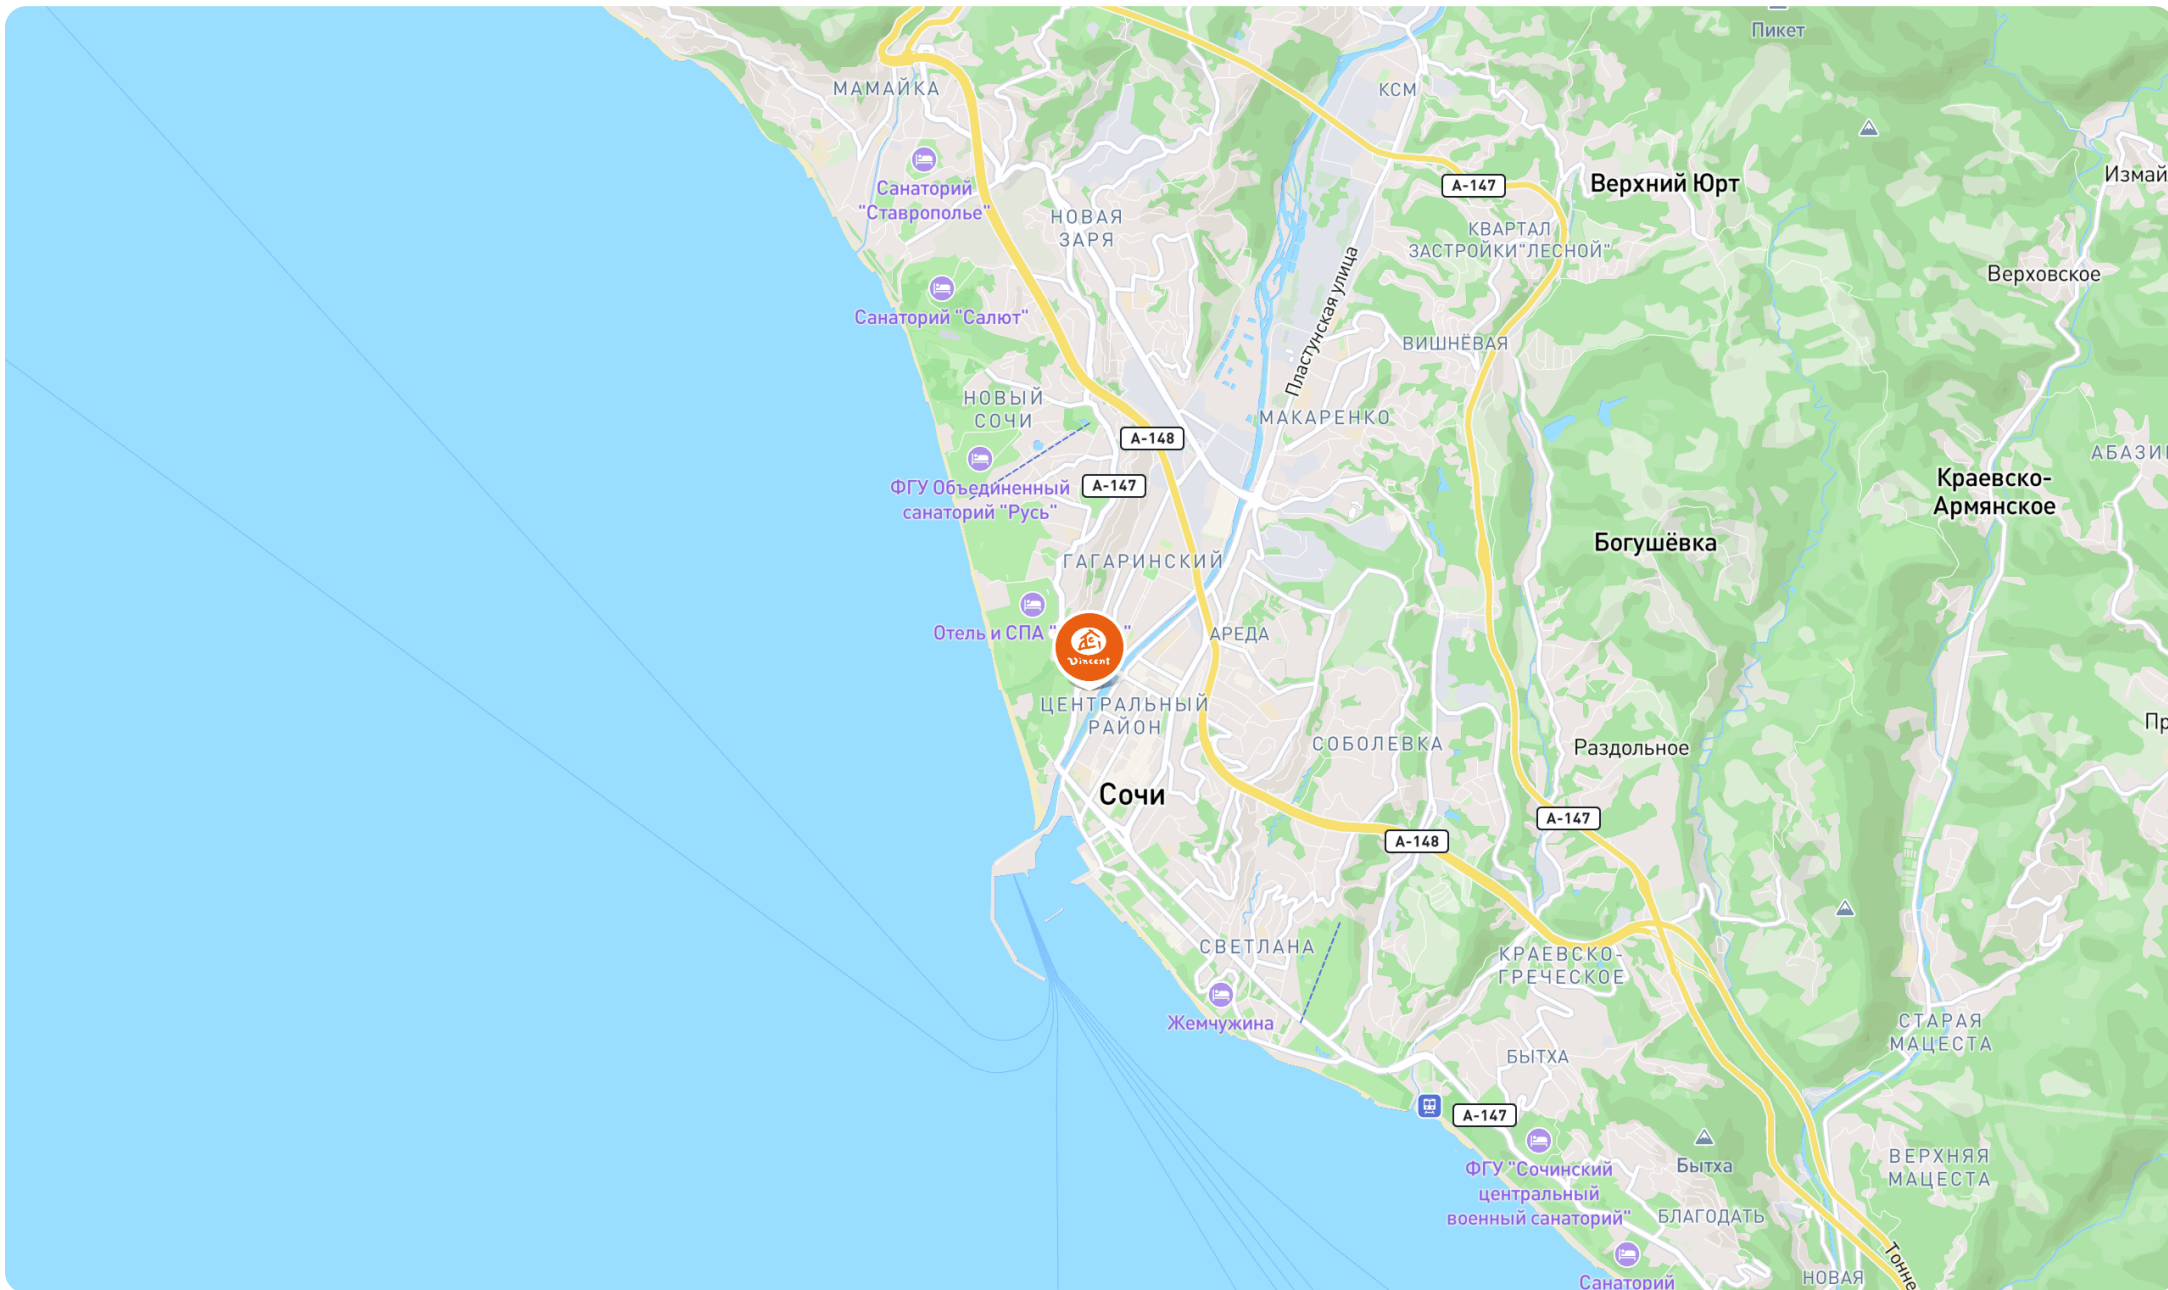 Пикет
МАМАЙКА
КСМ
Санаторий
"Ставрополье"
А-147
Верхний Юрт
НОВАЯ
ЗАРЯ
КВАРТАЛ
ЗАСТРОЙКИ"ЛЕСНОЙ"
Верховское
Санаторий "Салют"
Пластунская улица
ВИШНЁВАЯ
НОВЫЙ
СОЧИ
МАКАРЕНКО
А-148
А-147
ФГУ Объединенный
санаторий "Русь"
Краевско-
Армянское
Богушёвка
ГАГАРИНСКИЙ
Отель и СПА "
"
Vincent
АРЕДА
ЦЕНТРАЛЬНЫЙ
РАЙОН
СОБОЛЕВКА
Раздольное
Сочи
А-147
А-148
СВЕТЛАНА
КРАЕВСКО-
ГРЕЧЕСКОЕ
Жемчужина
СТАРАЯ
МАЦЕСТА
БЫТХА
А-147
ФГУ "Сочинский
центральный
военный санаторий"
Бытха
ВЕРХНЯЯ
МАЦЕСТА
БЛАГОДАТЬ
Санаторий
НОВАЯ